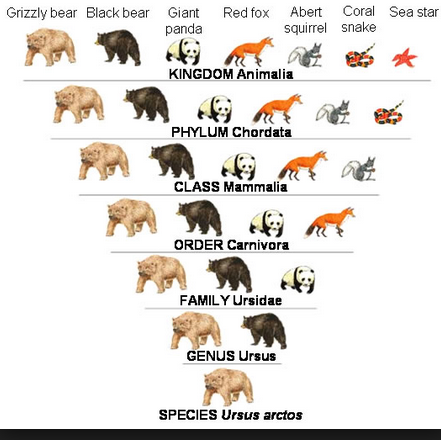 Grizzly bear Black bear Giant panda Red fox Abert squirrel Coral snake Sea star
KINGDOM Animalia
PHYLUM Chordata
CLASS Mammalia
ORDER Carnivora
FAMILY Ursidae
GENUS Ursus
SPECIES Ursus arctos